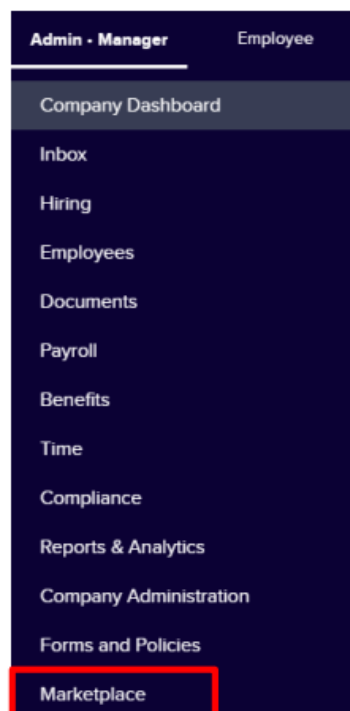 Admin - Manager Employee
Company Dashboard
Inbox
Hiring
Employees
Documents
Payroll
Benefits
Time
Compliance
Reports & Analytics
Company Administration
Forms and Policies
Marketplace